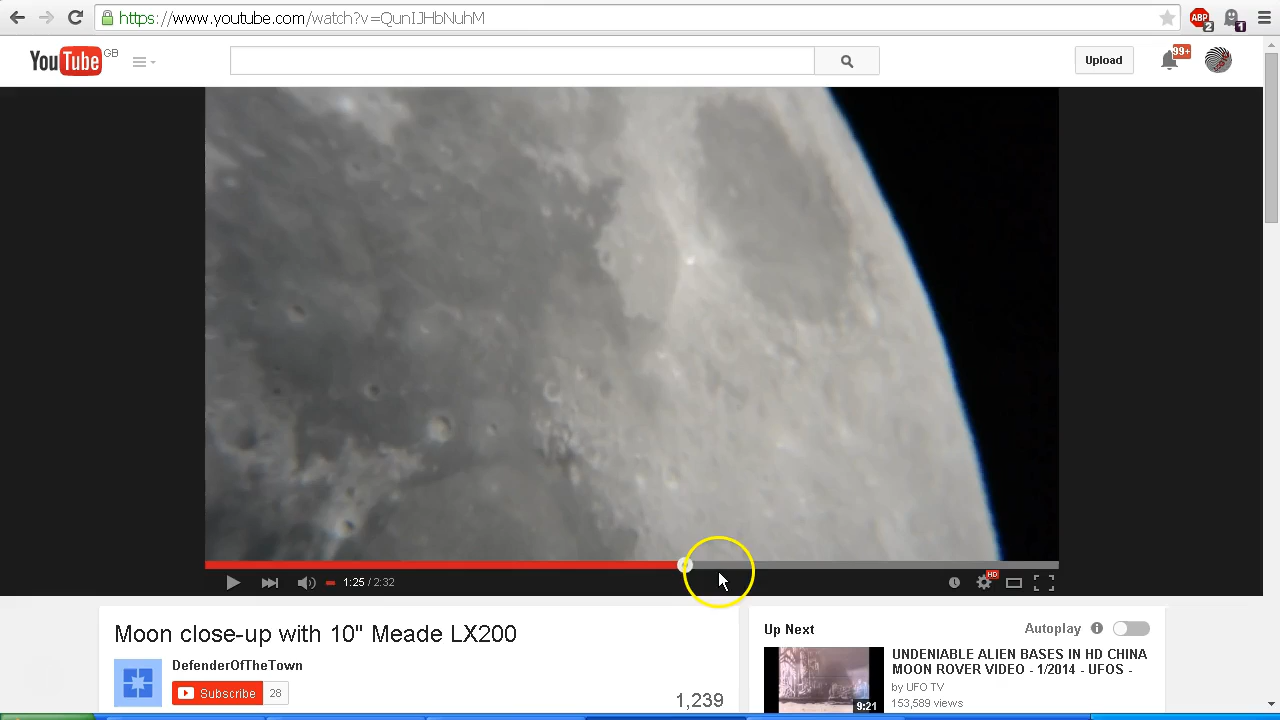 https://www.youtube.com/watch?v=QunIJHbNuhM
ABP
2
1
YouTube GB
Upload
99+
1:25 / 2:32
HD
Moon close-up with 10" Meade LX200
DefenderOfTheTown
Subscribe 28
1,239
Up Next
Autoplay
9:21
UNDENIABLE ALIEN BASES IN HD CHINA
MOON ROVER VIDEO - 1/2014 - UFOS -
by UFO TV
153,589 views